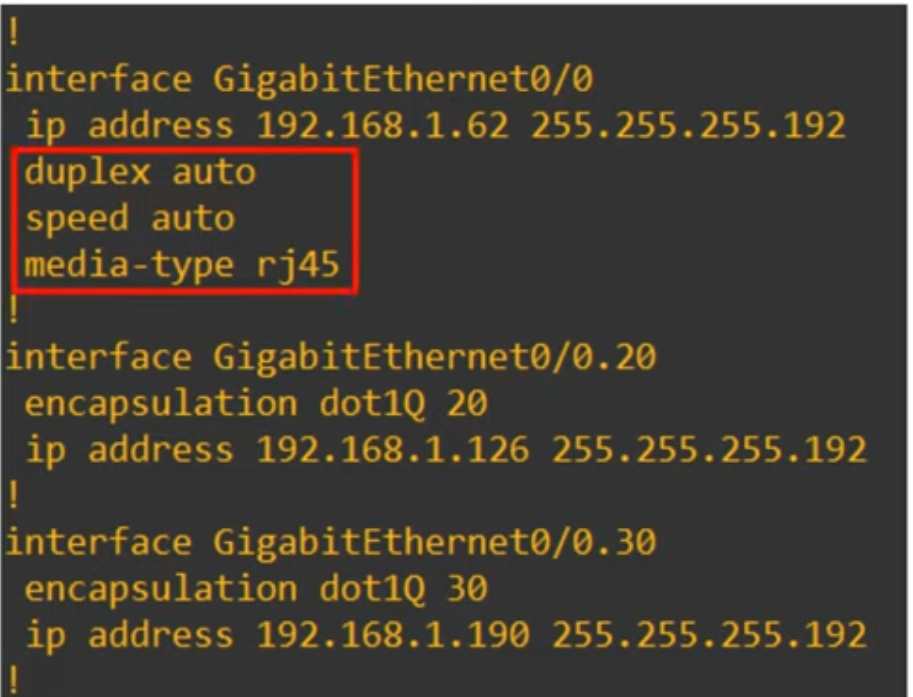 !
interface GigabitEthernet0/0
ip address 192.168.1.62 255.255.255.192
duplex auto
speed auto
media-type rj45
!
interface GigabitEthernet0/0.20
encapsulation dot1Q 20
ip address 192.168.1.126 255.255.255.192
!
interface GigabitEthernet0/0.30
encapsulation dot1Q 30
ip address 192.168.1.190 255.255.255.192
!